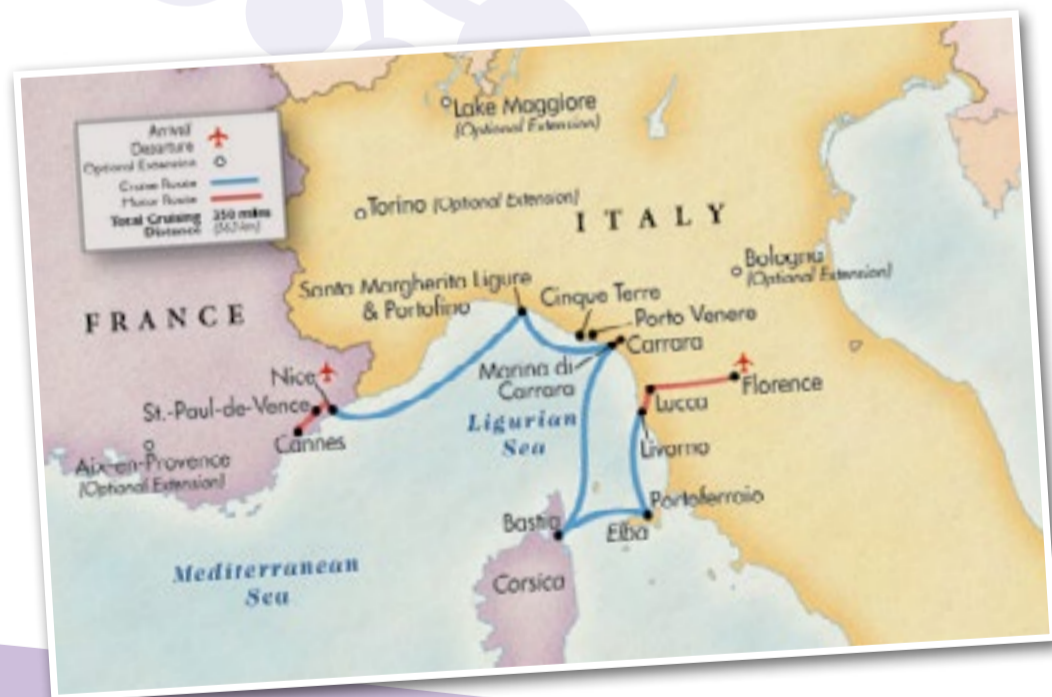 Lake Maggiore
(Optional Extension)
Arrival/
Departure
Optional Extension
Cruise Route
Motor Route
Total Cruising
Distance
350 miles
Torino (Optional Extension)
ITALY
Bologna
(Optional Extension)
Santa Margherita Ligure
& Portofino
Cinque Terre
Porto Venere
Carrara
FRANCE
Marina di
Carrara
Nice
Florence
St.-Paul-de-Vence
Lucca
Cannes
Ligurian
Sea
Livorno
Aix-en-Provence
(Optional Extension)
Portoferraio
Bastia
Elba
Mediterranean
Sea
Corsica